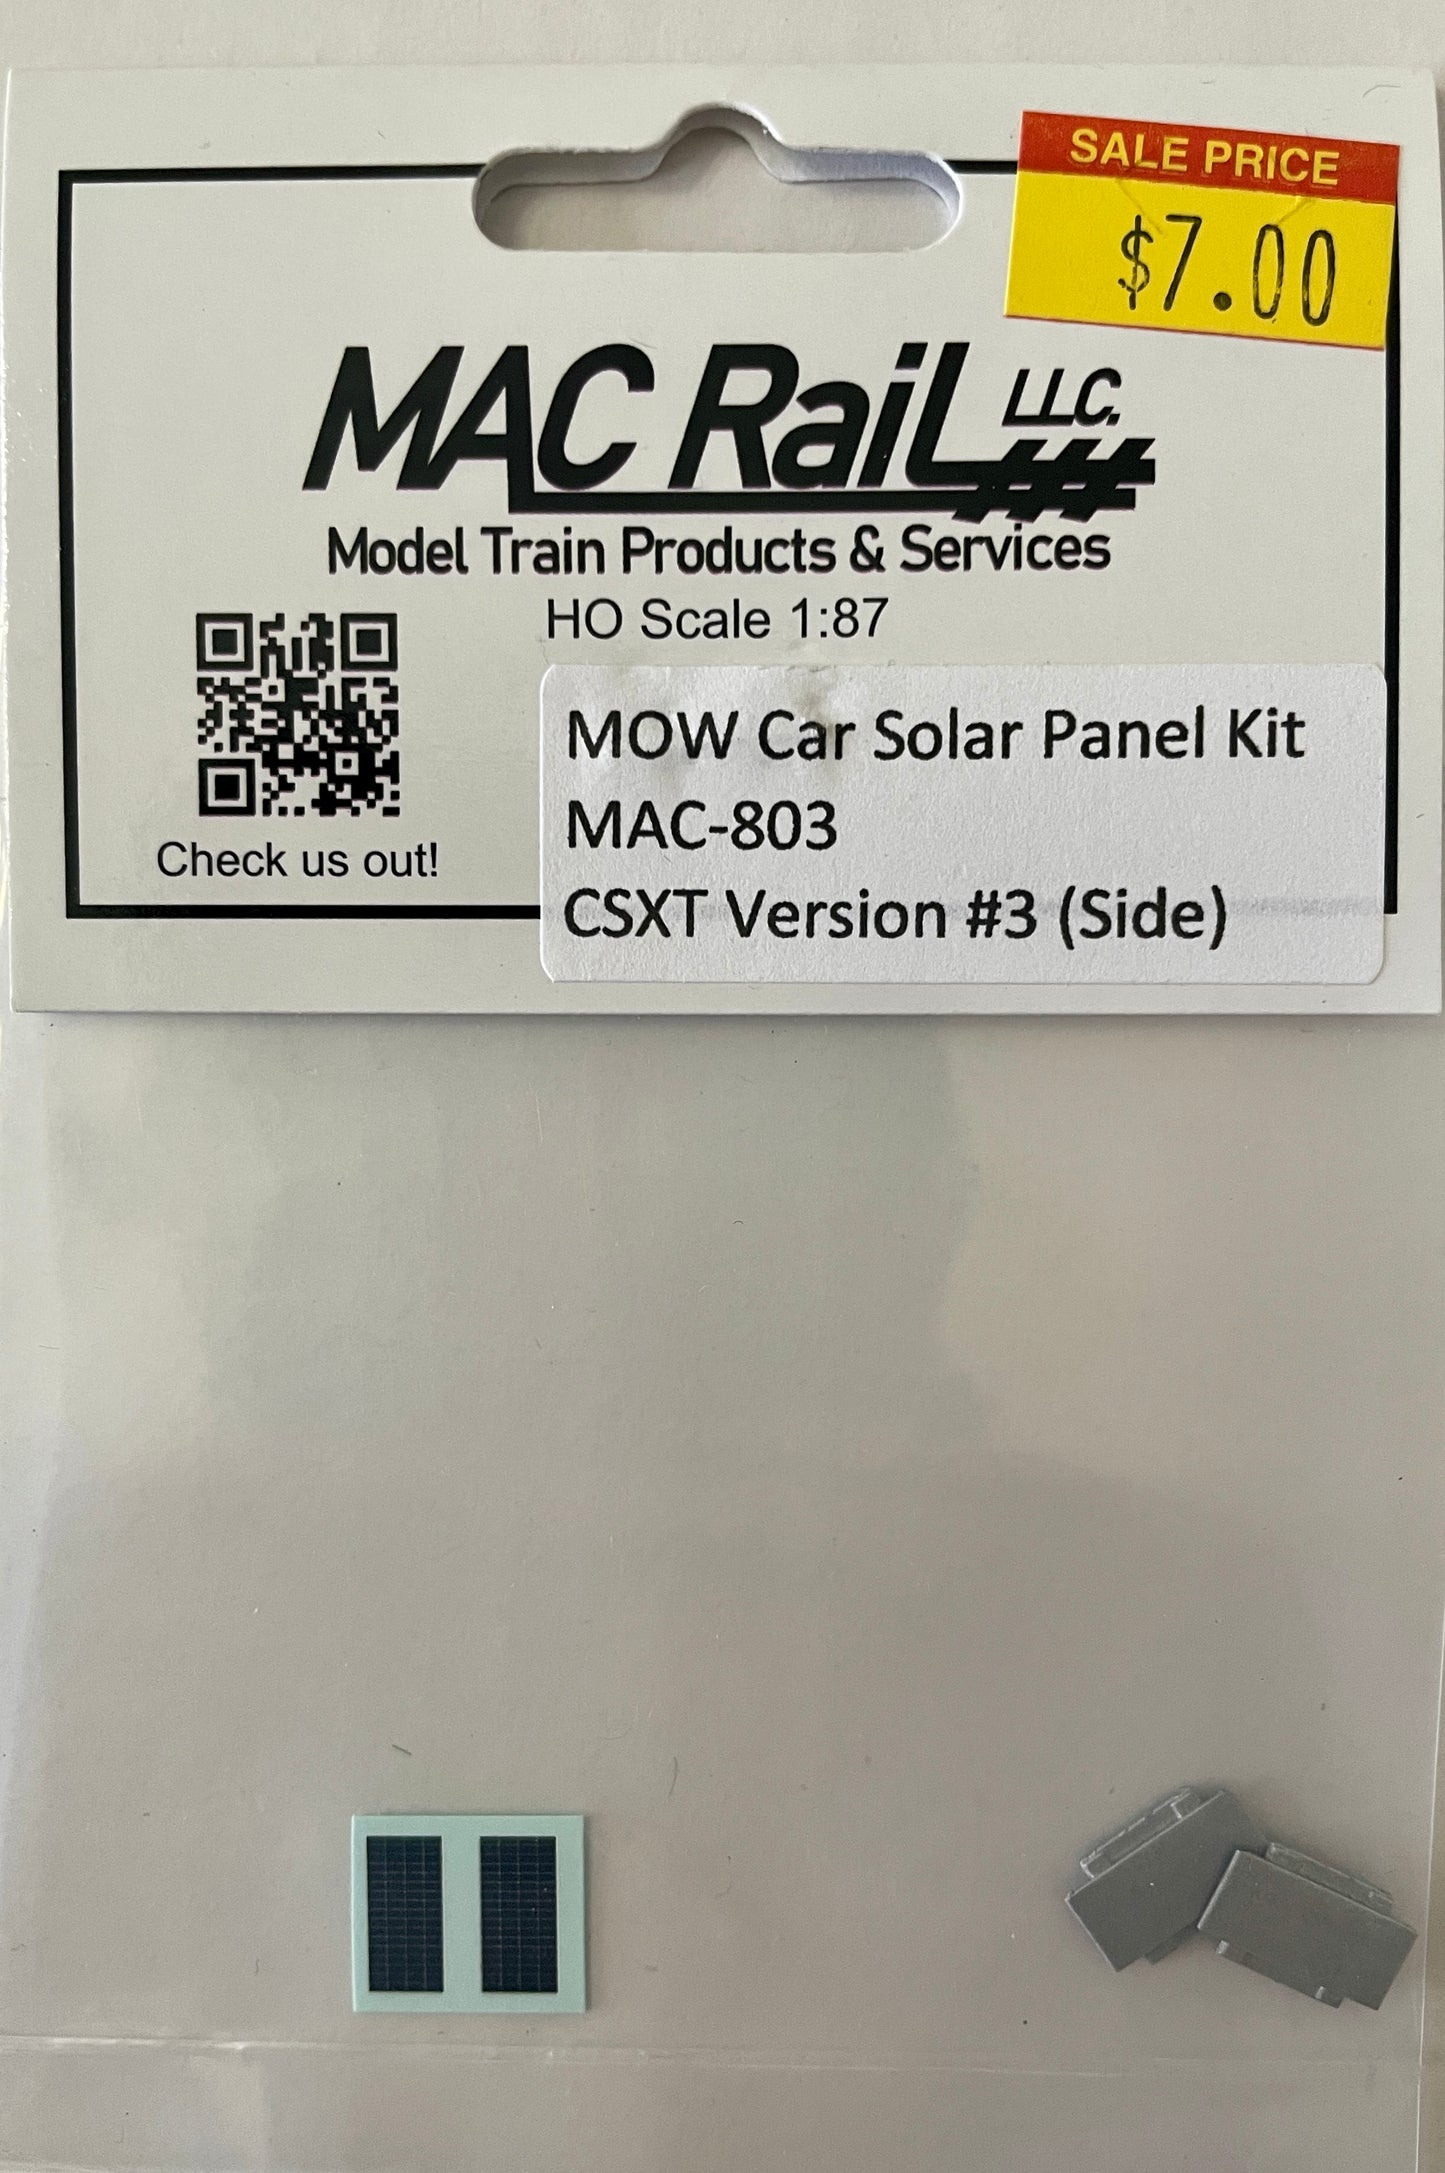 SALE PRICE
$7.00
MAC Rail LLC.
Model Train Products & Services
HO Scale 1:87
MOW Car Solar Panel Kit
MAC-803
CSXT Version #3 (Side)
Check us out!